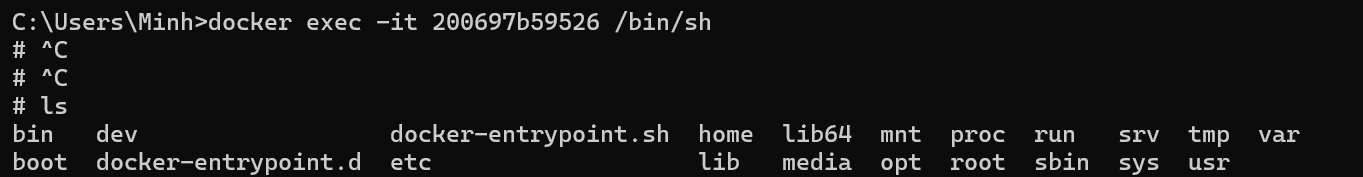 C:\Users\Minh>docker exec -it 200697b59526 /bin/sh
# ^C
# ^C
# ls
bin   dev                  docker-entrypoint.sh  home  lib64  mnt  proc  run   srv  tmp  var
boot  docker-entrypoint.d  etc                   lib   media  opt  root  sbin  sys  usr